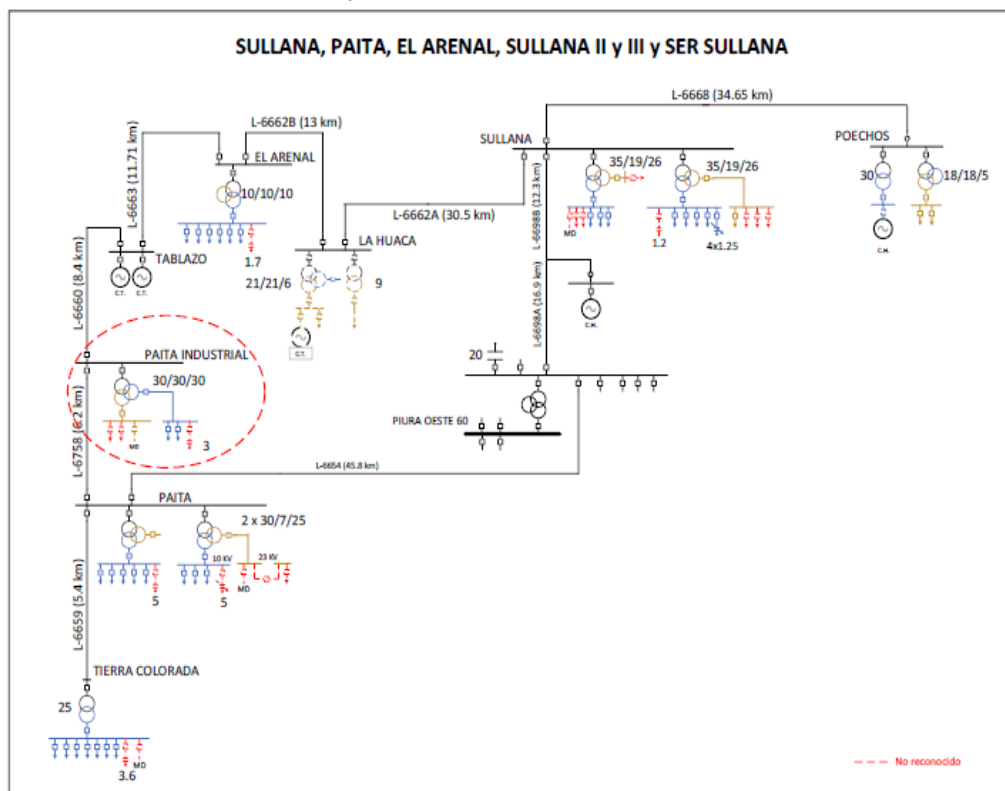 SULLANA, PAITA, EL ARENAL, SULLANA II y III y SER SULLANA
L-6668 (34.65 km)
L-6662B (13 km)
SULLANA
POECHOS
EL ARENAL
L-6663 (11.71 km)
10/10/10
35/19/26
35/19/26
30
18/18/5
L-6662A (30.5 km)
L-6698B (12.3 km)
MD
1.2
4x1.25
1.7
LA HUACA
TABLAZO
C.T.
C.T.
21/21/6
9
C.H.
L-6660 (8.4 km)
L-6698A (16.9 km)
C.H.
C.T.
PAITA INDUSTRIAL
20
30/30/30
L-6758 (6.2 km)
MD
3
PIURA OESTE 60
L-6654 (45.8 km)
PAITA
2 x 30/7/25
10 KV
23 KV
MD
5
5
L-6659 (5.4 km)
TIERRA COLORADA
25
MD
3.6
No reconocido